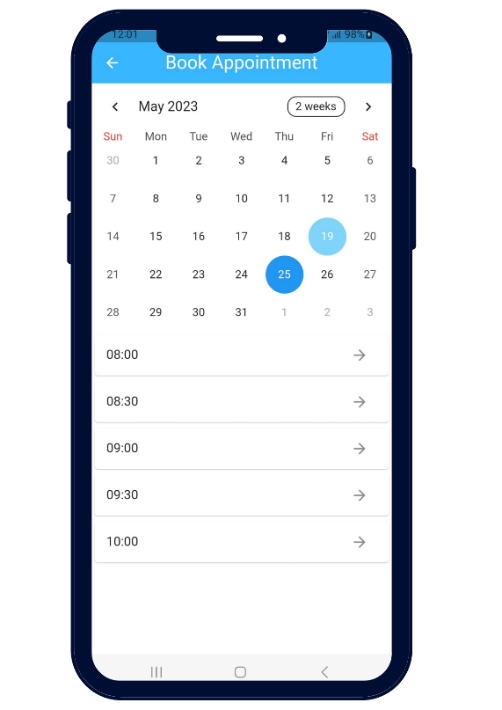 12:01 98%
Book Appointment
May 2023 2 weeks
Sun Mon Tue Wed Thu Fri Sat
30 1 2 3 4 5 6
7 8 9 10 11 12 13
14 15 16 17 18 19 20
21 22 23 24 25 26 27
28 29 30 31 1 2 3
08:00
08:30
09:00
09:30
10:00